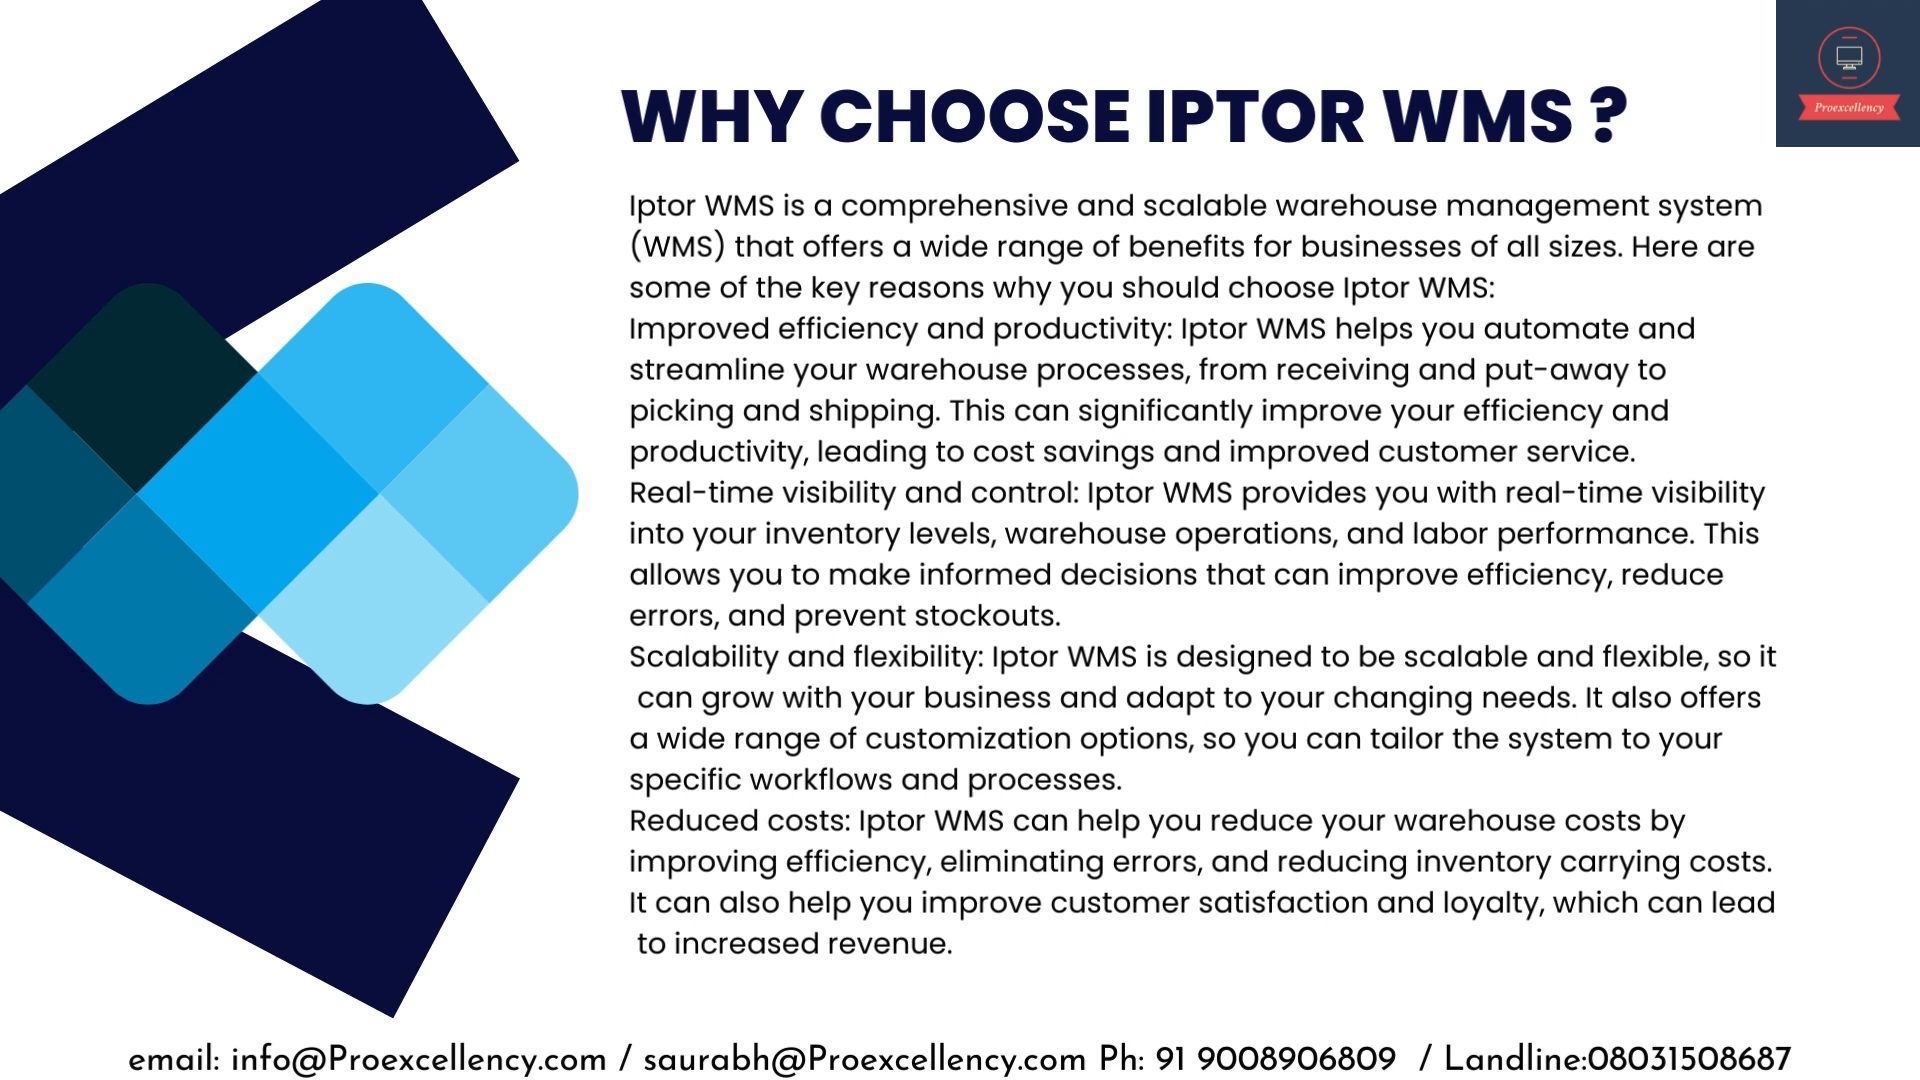 Proexcellency
WHY CHOOSE IPTOR WMS ?
Iptor WMS is a comprehensive and scalable warehouse management system
(WMS) that offers a wide range of benefits for businesses of all sizes. Here are
some of the key reasons why you should choose Iptor WMS:
Improved efficiency and productivity: Iptor WMS helps you automate and
streamline your warehouse processes, from receiving and put-away to
picking and shipping. This can significantly improve your efficiency and
productivity, leading to cost savings and improved customer service.
Real-time visibility and control: Iptor WMS provides you with real-time visibility
into your inventory levels, warehouse operations, and labor performance. This
allows you to make informed decisions that can improve efficiency, reduce
errors, and prevent stockouts.
Scalability and flexibility: Iptor WMS is designed to be scalable and flexible, so it
can grow with your business and adapt to your changing needs. It also offers
a wide range of customization options, so you can tailor the system to your
specific workflows and processes.
Reduced costs: Iptor WMS can help you reduce your warehouse costs by
improving efficiency, eliminating errors, and reducing inventory carrying costs.
It can also help you improve customer satisfaction and loyalty, which can lead
to increased revenue.
email: info@Proexcellency.com / saurabh@Proexcellency.com Ph: 91 9008906809 / Landline:08031508687